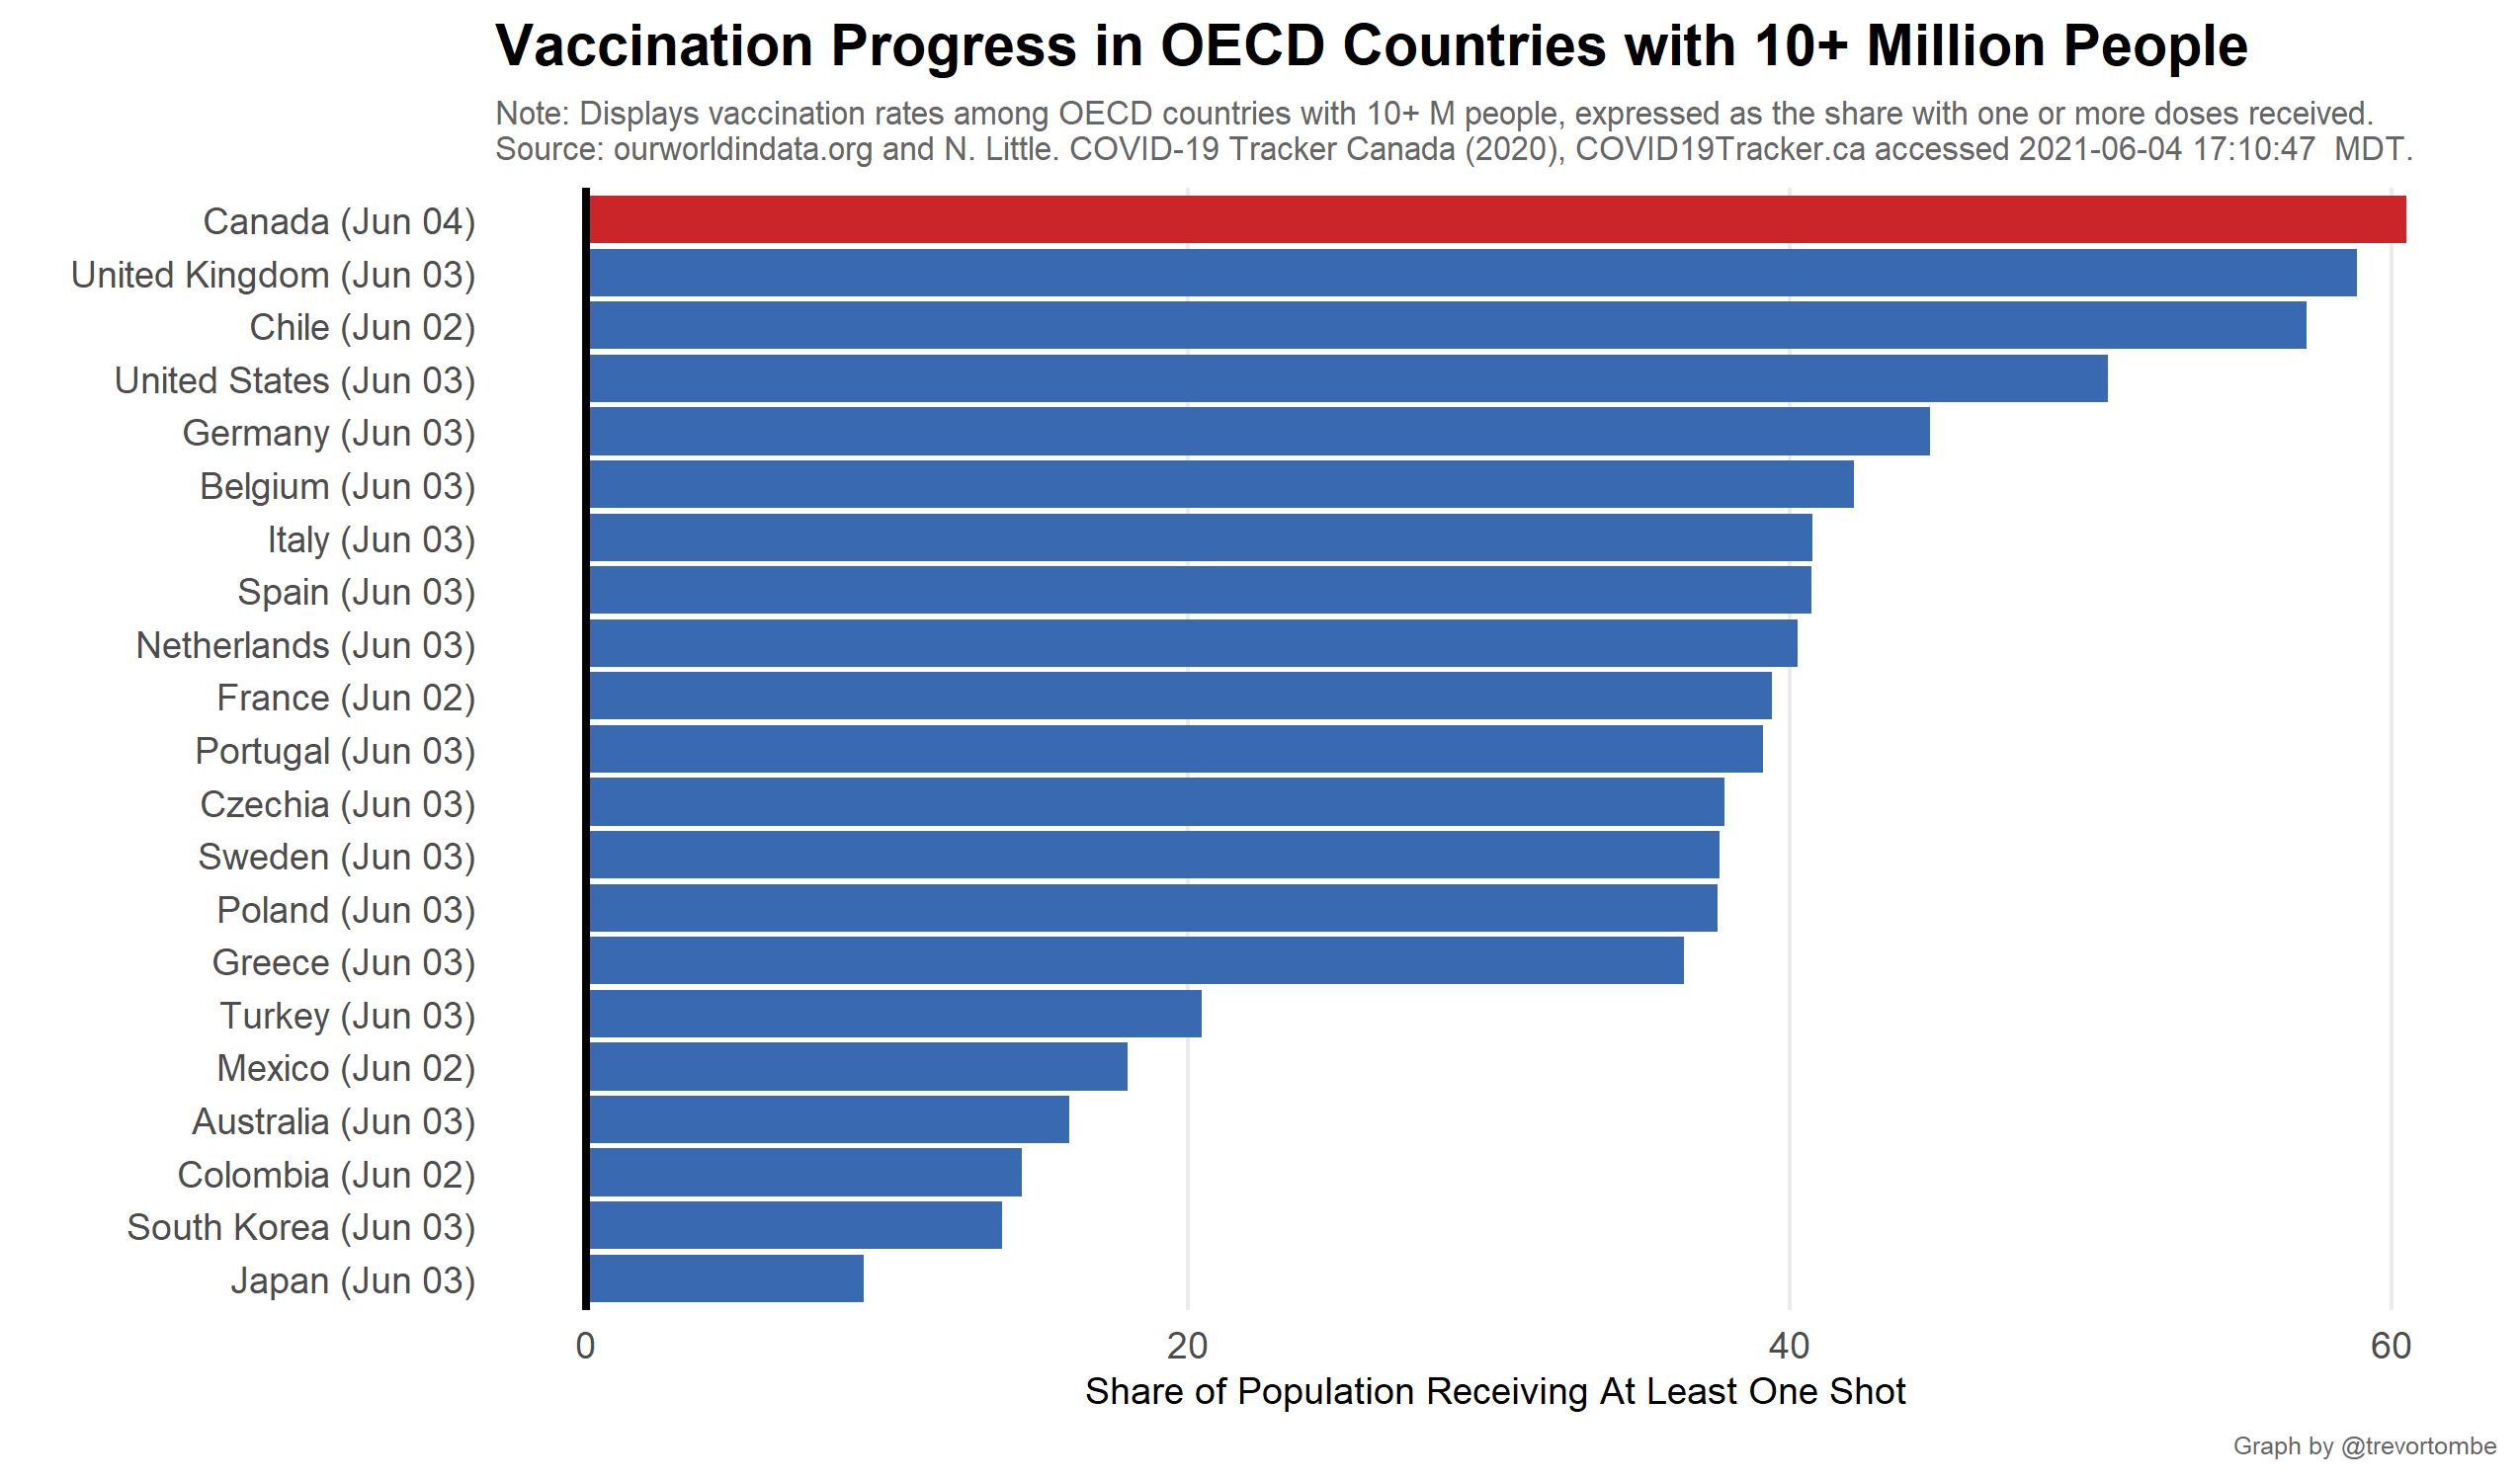 Vaccination Progress in OECD Countries with 10+ Million People
Note: Displays vaccination rates among OECD countries with 10+ M people, expressed as the share with one or more doses received.
Source: ourworldindata.org and N. Little. COVID-19 Tracker Canada (2020), COVID19Tracker.ca accessed 2021-06-04 17:10:47  MDT.
Canada (Jun 04)
United Kingdom (Jun 03)
Chile (Jun 02)
United States (Jun 03)
Germany (Jun 03)
Belgium (Jun 03)
Italy (Jun 03)
Spain (Jun 03)
Netherlands (Jun 03)
France (Jun 02)
Portugal (Jun 03)
Czechia (Jun 03)
Sweden (Jun 03)
Poland (Jun 03)
Greece (Jun 03)
Turkey (Jun 03)
Mexico (Jun 02)
Australia (Jun 03)
Colombia (Jun 02)
South Korea (Jun 03)
Japan (Jun 03)
0 20 40 60
Share of Population Receiving At Least One Shot
Graph by @trevortombe